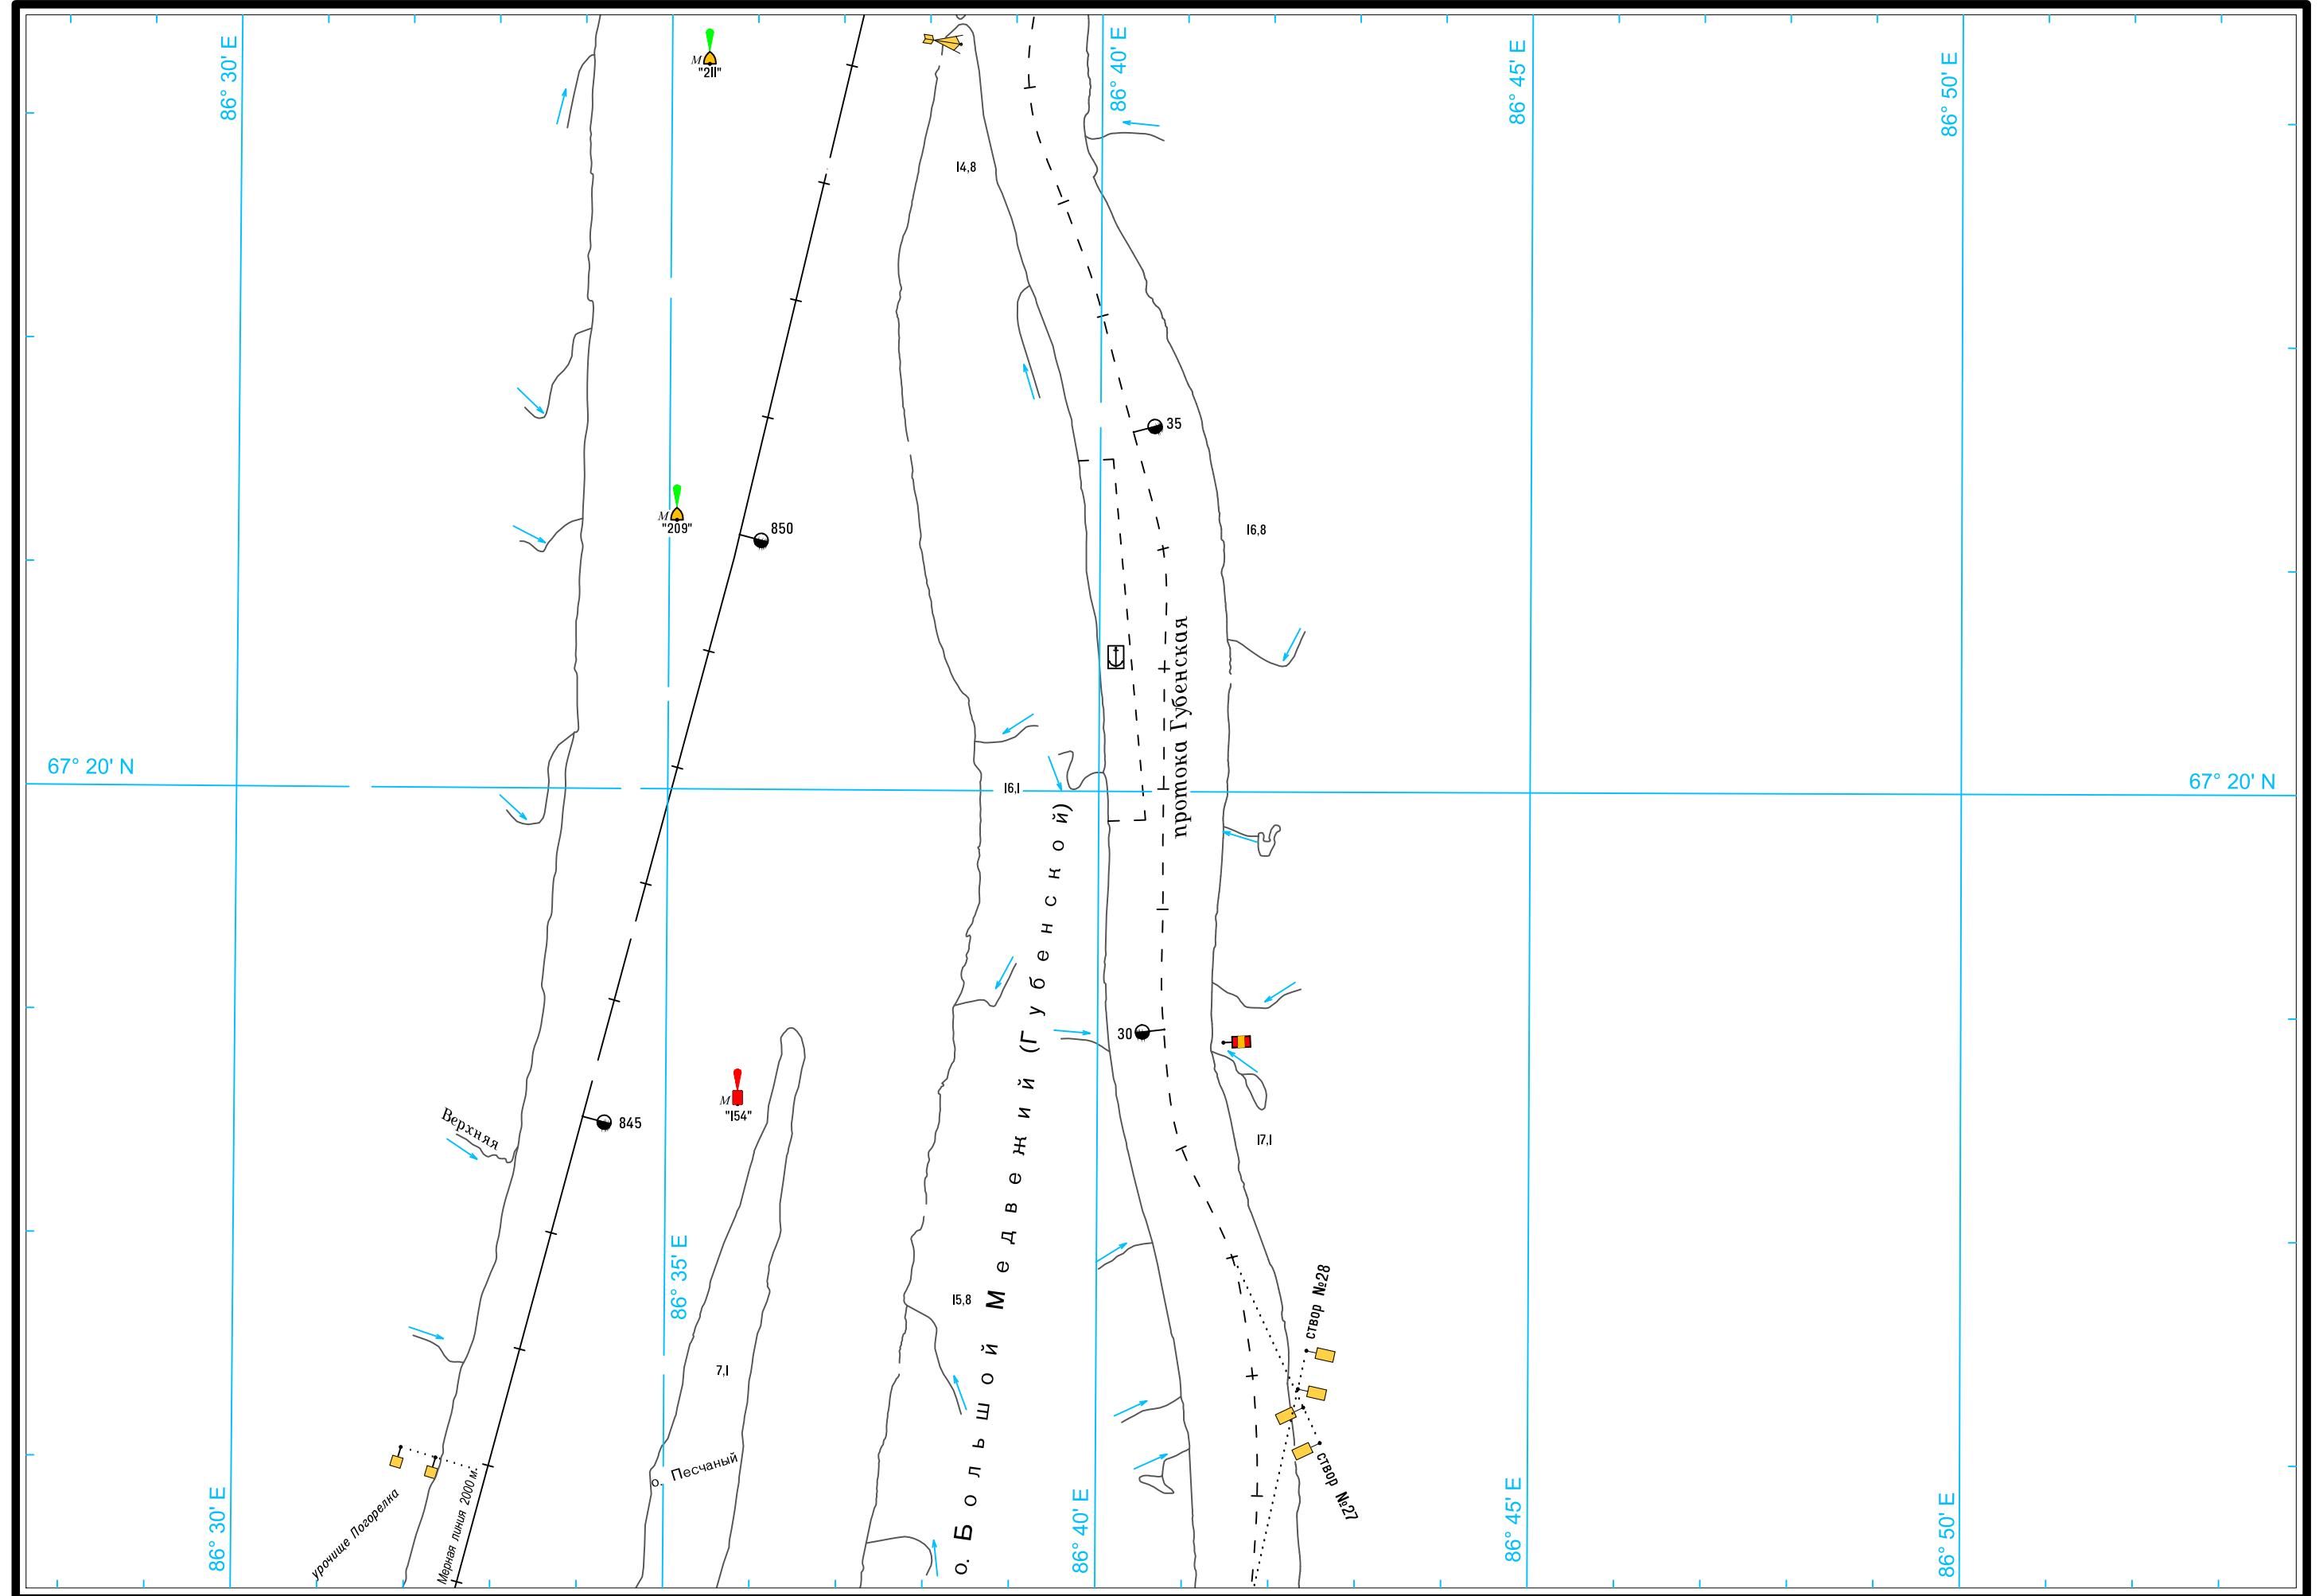 86° 30' E
86° 40' E
86° 45' E
86° 50' E
М
"2II"
I4,8
35
М
"209"
850
I6,8
протока Губенская
67° 20' N
67° 20' N
I6,I
30
М
"I54"
845
Верхняя
I7,I
86° 35' E
I5,8
створ №28
7,I
о. Песчаный
о. Большой Медвежий (Губенской)
створ №27
урочище Погорелка
Мерная линия 2000 м.
86° 30' E
86° 40' E
86° 45' E
86° 50' E